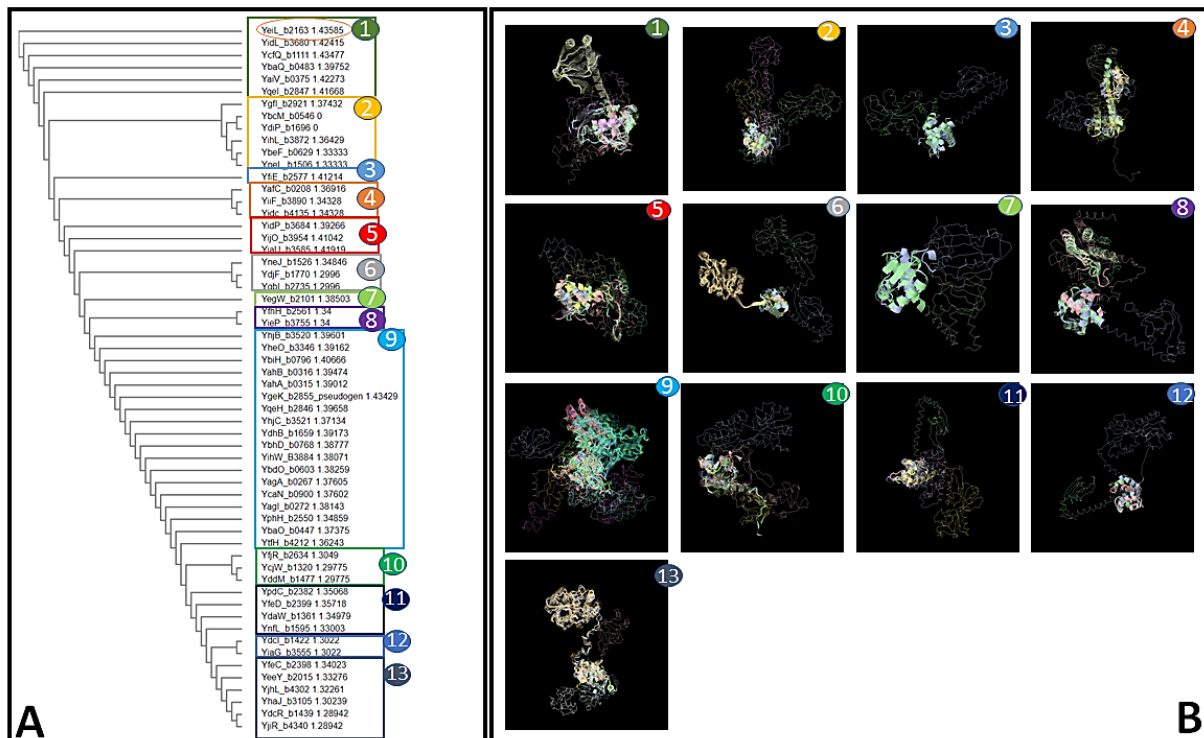 YeiL_b2163 1.43585
1
YidL_b3680 1.42415
YcfQ_b1111 1.43477
YbaQ_b0483 1.39752
YaiV_b0375 1.42273
YqeI_b2847 1.41668
YgfI_b2921 1.37432
2
YbcM_b0546 0
YdiP_b1696 0
YihL_b3872 1.36429
YbeF_b0629 1.33333
YneL_b1506 1.33333
YfiE_b2577 1.41214
3
YafC_b0208 1.36916
YiiF_b3890 1.34328
4
Yidc_b4135 1.34328
YidP_b3684 1.39266
YijO_b3954 1.41042
5
YiaU_b3585 1.41919
YneJ_b1526 1.34846
YdjF_b1770 1.2996
6
YgbI_b2735 1.2996
YegW_b2101 1.38503
7
YfhH_b2561 1.34
YieP_b3755 1.34
8
YhjB_b3520 1.39601
9
YheO_b3346 1.39162
YbiH_b0796 1.40666
YahB_b0316 1.39474
YahA_b0315 1.39012
YgeK_b2855_pseudogen 1.43429
YqeH_b2846 1.39658
YhjC_b3521 1.37134
YdhB_b1659 1.39173
YbhD_b0768 1.38777
YihW_B3884 1.38071
YbdO_b0603 1.38259
YagA_b0267 1.37605
YcaN_b0900 1.37602
YagI_b0272 1.38143
YphH_b2550 1.34859
YbaO_b0447 1.37375
YtfH_b4212 1.36243
YfjR_b2634 1.3049
YcjW_b1320 1.29775
10
YddM_b1477 1.29775
YpdC_b2382 1.35068
11
YfeD_b2399 1.35718
YdaW_b1361 1.34979
YnfL_b1595 1.33003
YdcI_b1422 1.3022
12
YiaG_b3555 1.3022
YfeC_b2398 1.34023
13
YeeY_b2015 1.33276
YjhL_b4302 1.32261
YhaJ_b3105 1.30239
YdcR_b1439 1.28942
YjiR_b4340 1.28942
A
1
2
3
4
5
6
7
8
9
10
11
12
13
B